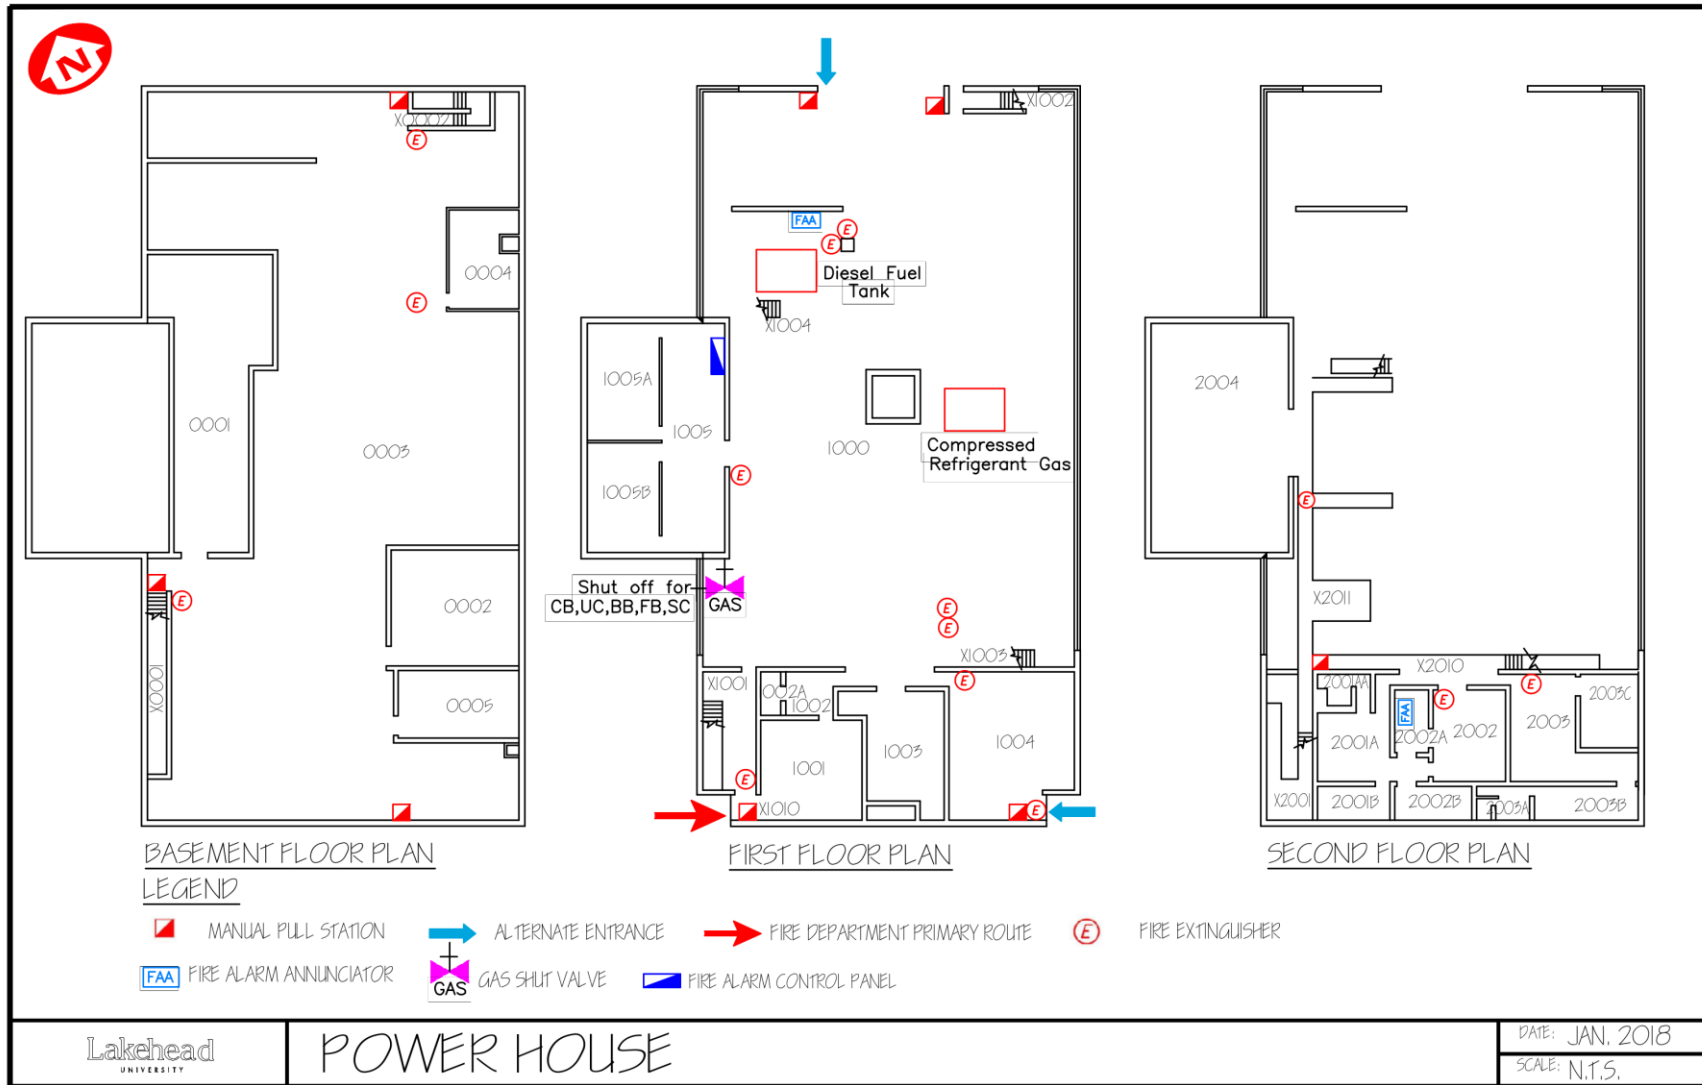 N
X0002
E
0004
E
0001
0003
E
0002
X0001
0005
BASEMENT FLOOR PLAN
X1002
FAA
E
E
Diesel Fuel
Tank
X1004
1005A
1005
1000
Compressed
Refrigerant Gas
1005B
E
Shut off for
CB,UC,BB,FB,SC
GAS
E
E
X1003
E
X1001
002A
1002
1003
1004
1001
E
X1010
E
FIRST FLOOR PLAN
2004
E
X2011
X2010
2001AA
E
E
2003C
FAA
2001A
2002A
2002
2003
X2001
2001B
2002B
2003A
2003B
SECOND FLOOR PLAN
LEGEND
MANUAL PULL STATION
ALTERNATE ENTRANCE
FIRE DEPARTMENT PRIMARY ROUTE
E FIRE EXTINGUISHER
FAA FIRE ALARM ANNUNCIATOR
GAS GAS SHUT VALVE
FIRE ALARM CONTROL PANEL
Lakehead
UNIVERSITY
POWER HOUSE
DATE: JAN. 2018
SCALE: N.T.S.